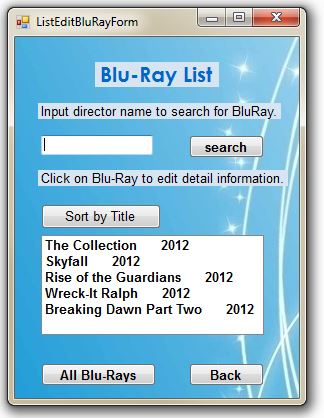 ListEditBluRayForm
Blu-Ray List
Input director name to search for BluRay.
search
Click on Blu-Ray to edit detail information.
Sort by Title
The Collection 2012
Skyfall 2012
Rise of the Guardians 2012
Wreck-It Ralph 2012
Breaking Dawn Part Two 2012
All Blu-Rays Back